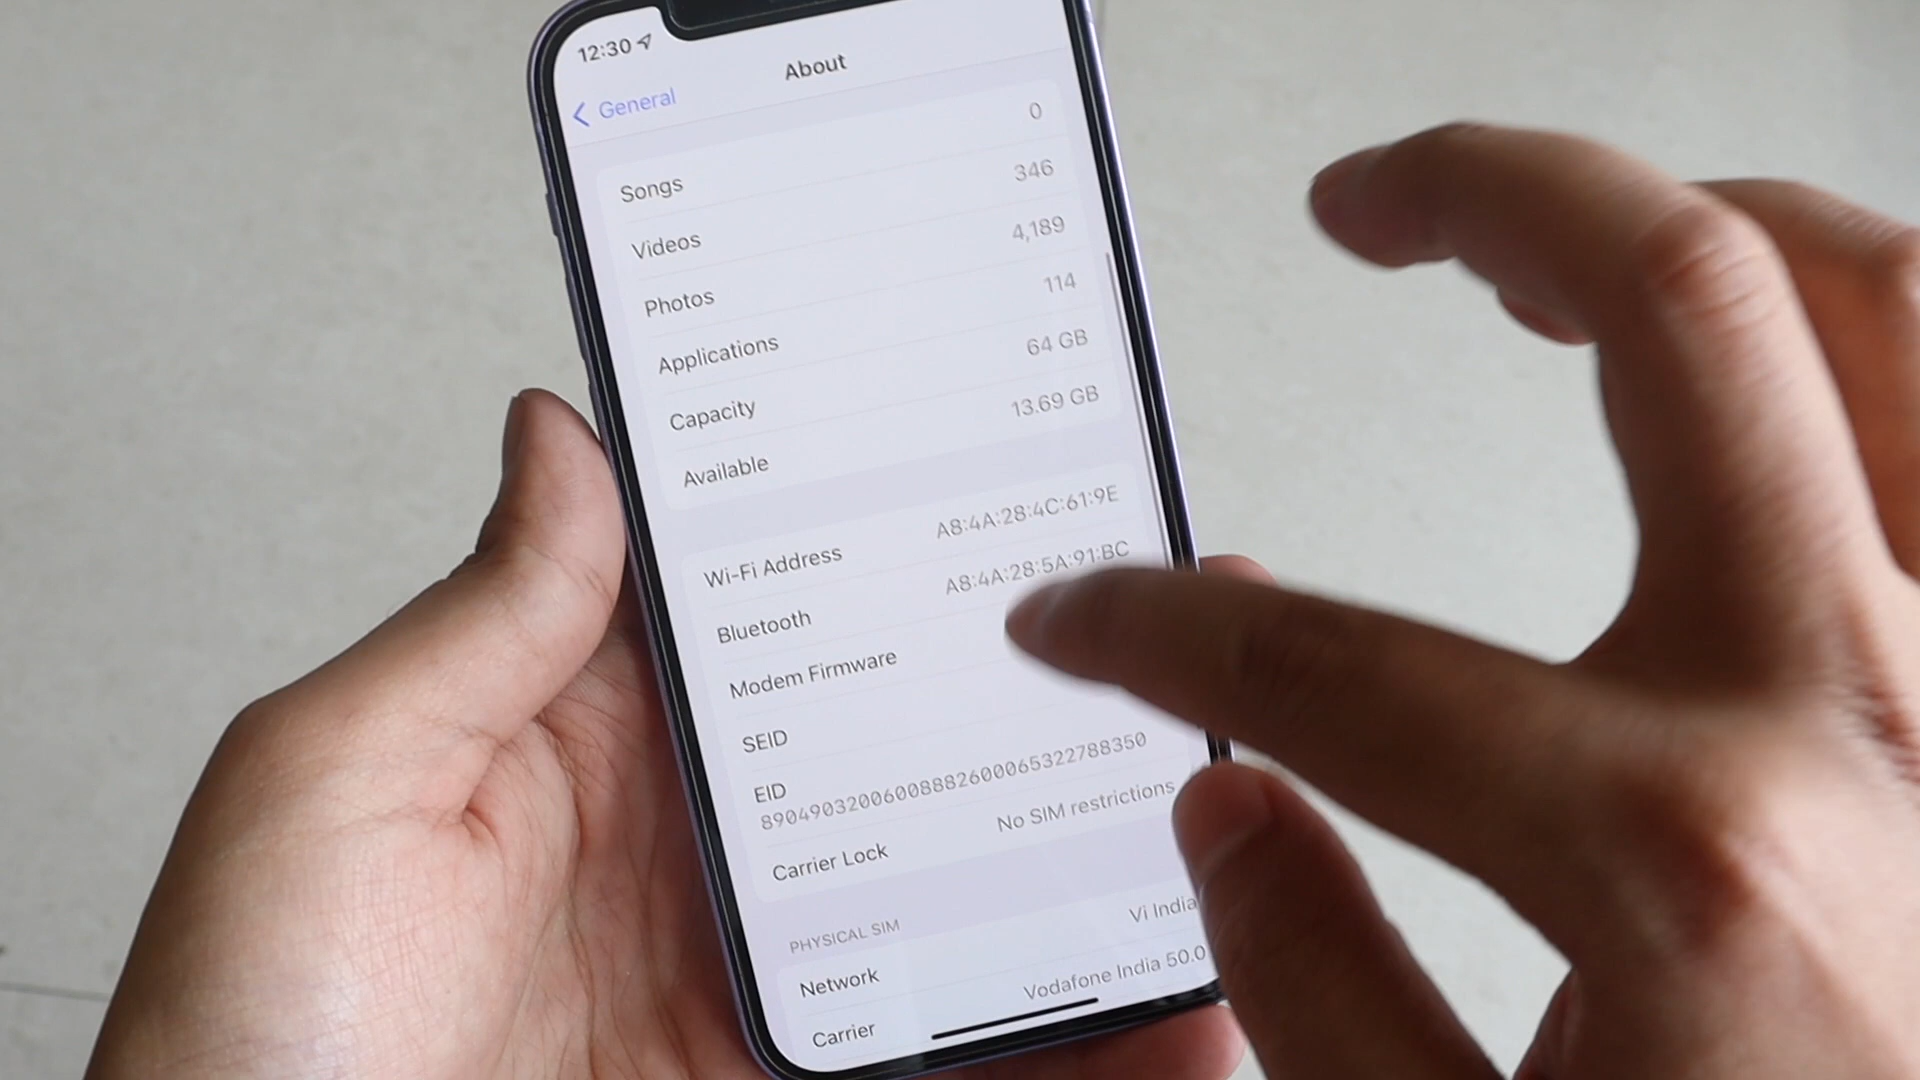 12:30
General
About
Songs 0
Videos 346
Photos 4,189
Applications 114
Capacity 64 GB
Available 13.69 GB
Wi-Fi Address A8:4A:28:4C:61:9E
Bluetooth A8:4A:28:5A:91:BC
Modem Firmware
SEID
EID
89049032006008882600065322788350
Carrier Lock No SIM restrictions
PHYSICAL SIM
Network Vi India
Carrier Vodafone India 50.0